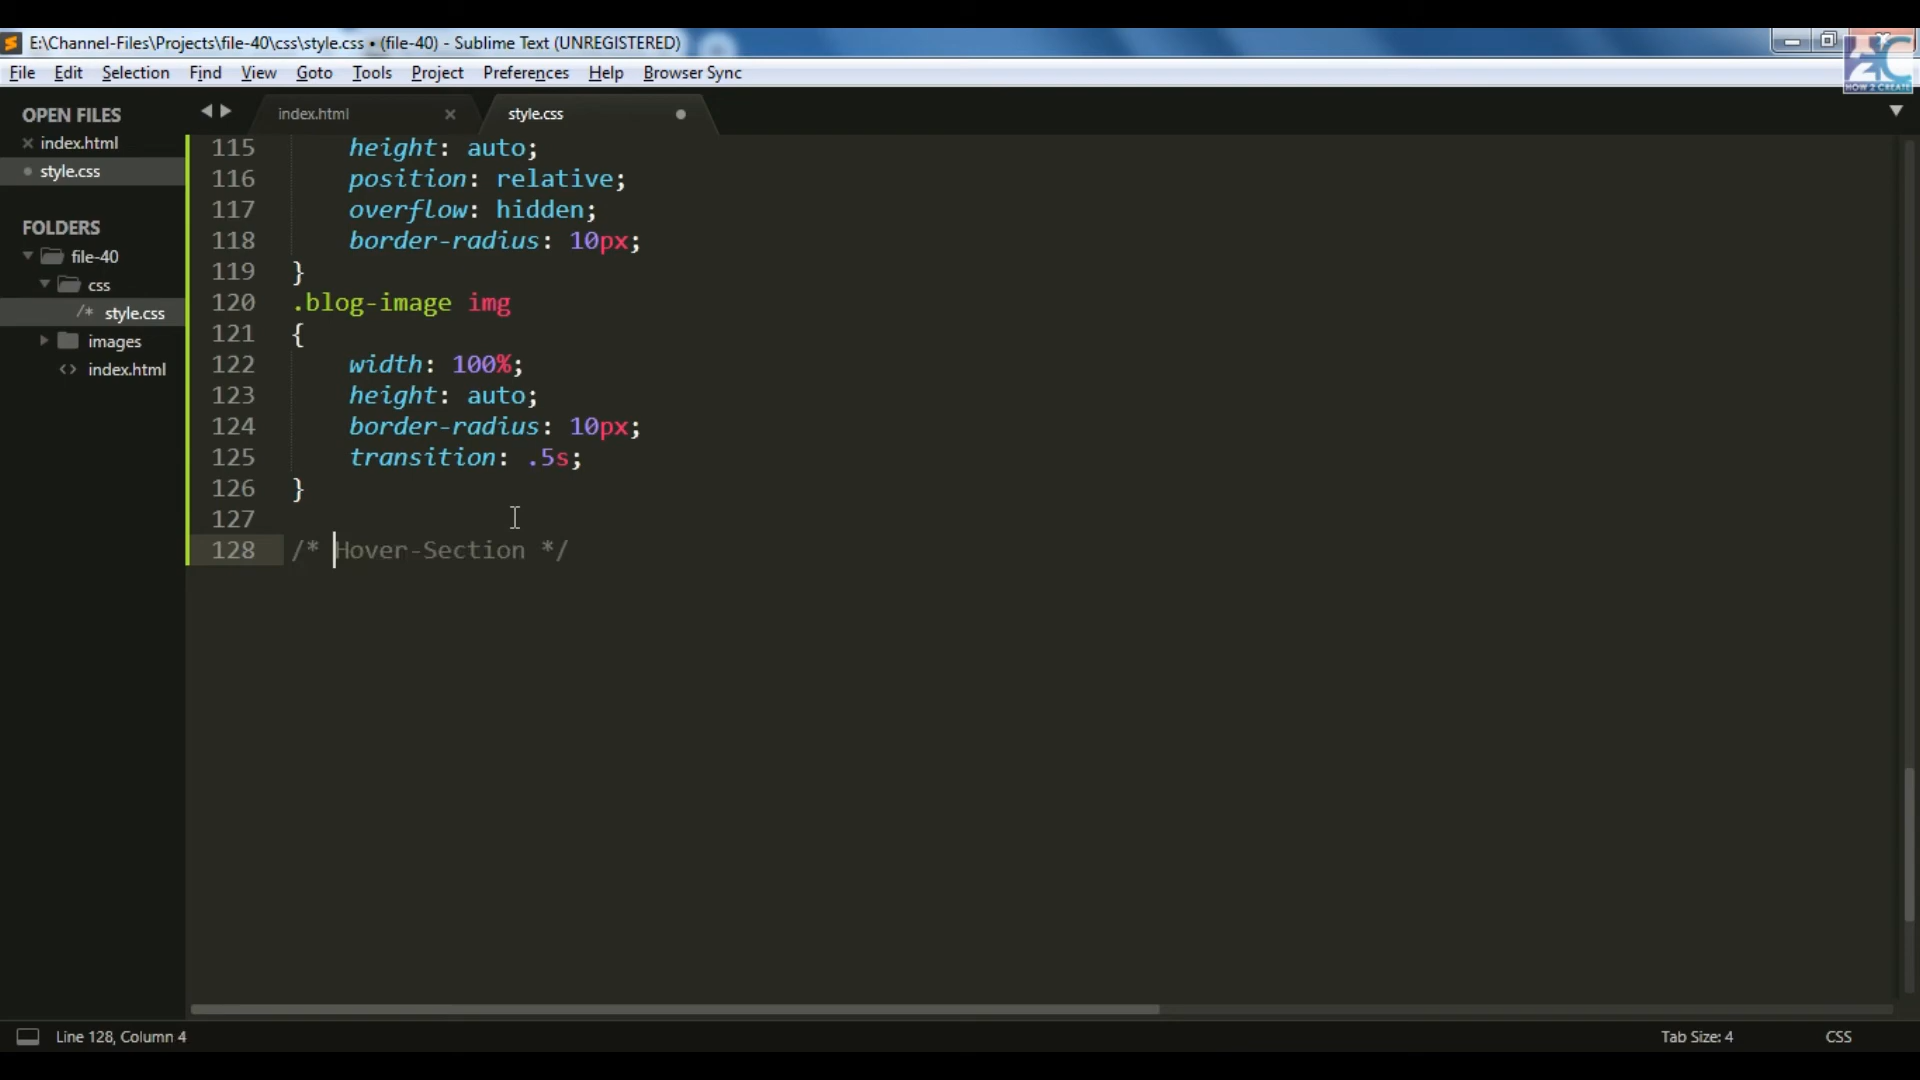 E:\Channel-Files\Projects\file-40\css\style.css • (file-40) - Sublime Text (UNREGISTERED)
File Edit Selection Find View Goto Tools Project Preferences Help Browser Sync
HOW 2 CREATE
OPEN FILES
index.html
style.css
FOLDERS
file-40
css
/* style.css
images
<> index.html
index.html
style.css
115 height: auto;
116 position: relative;
117 overflow: hidden;
118 border-radius: 10px;
119 }
120 .blog-image img
121 {
122 width: 100%;
123 height: auto;
124 border-radius: 10px;
125 transition: .5s;
126 }
127
128 /* Hover-Section */
Line 128, Column 4
Tab Size: 4
CSS